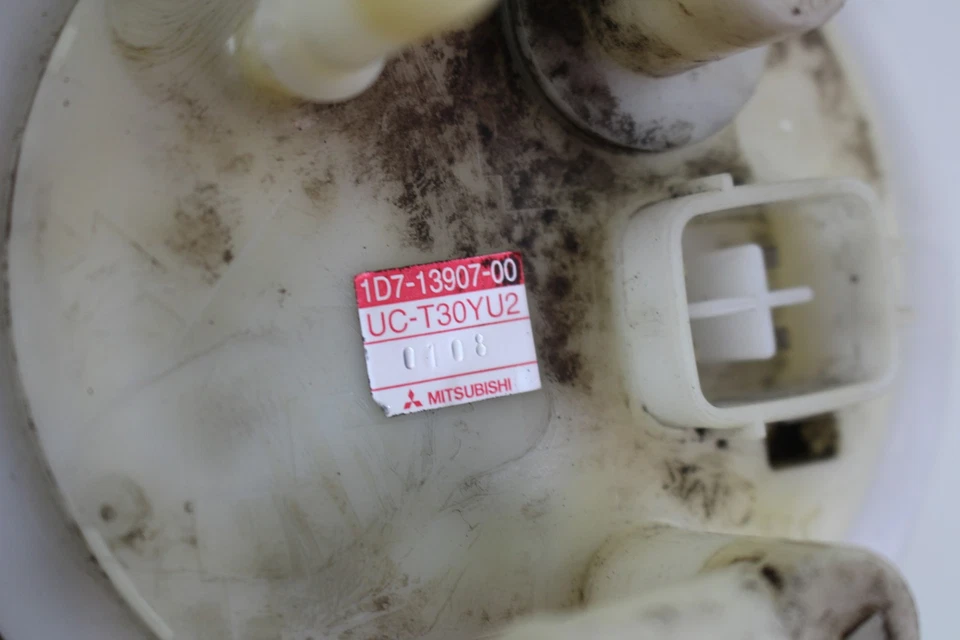 1D7-13907-00
UC-T30YU2
0108
MITSUBISHI